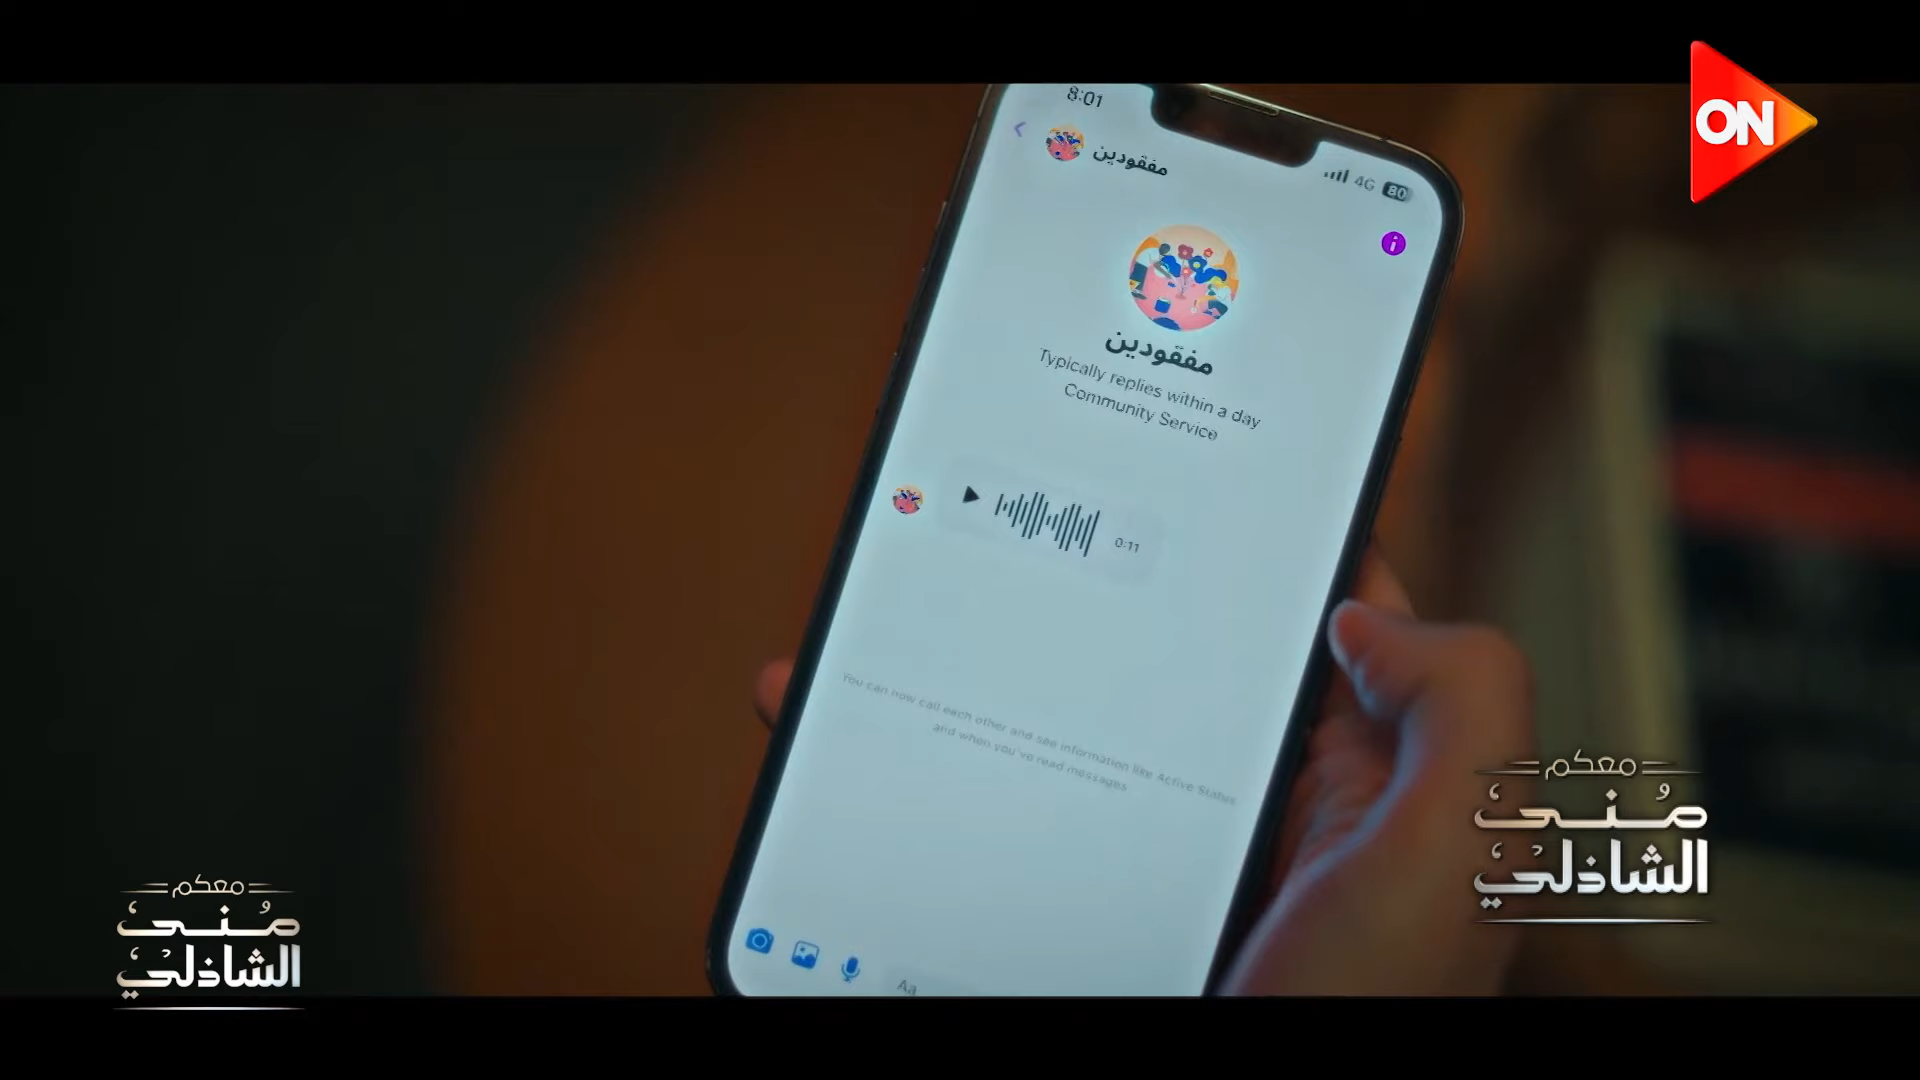 ON
8:01
4G
80
مفقودين
مفقودين
Typically replies within a day
Community Service
0:11
You can now call each other and see information like Active Status
and when you've read messages
Aa
معكم
مُنى
الشاذلي
معكم
مُنى
الشاذلي